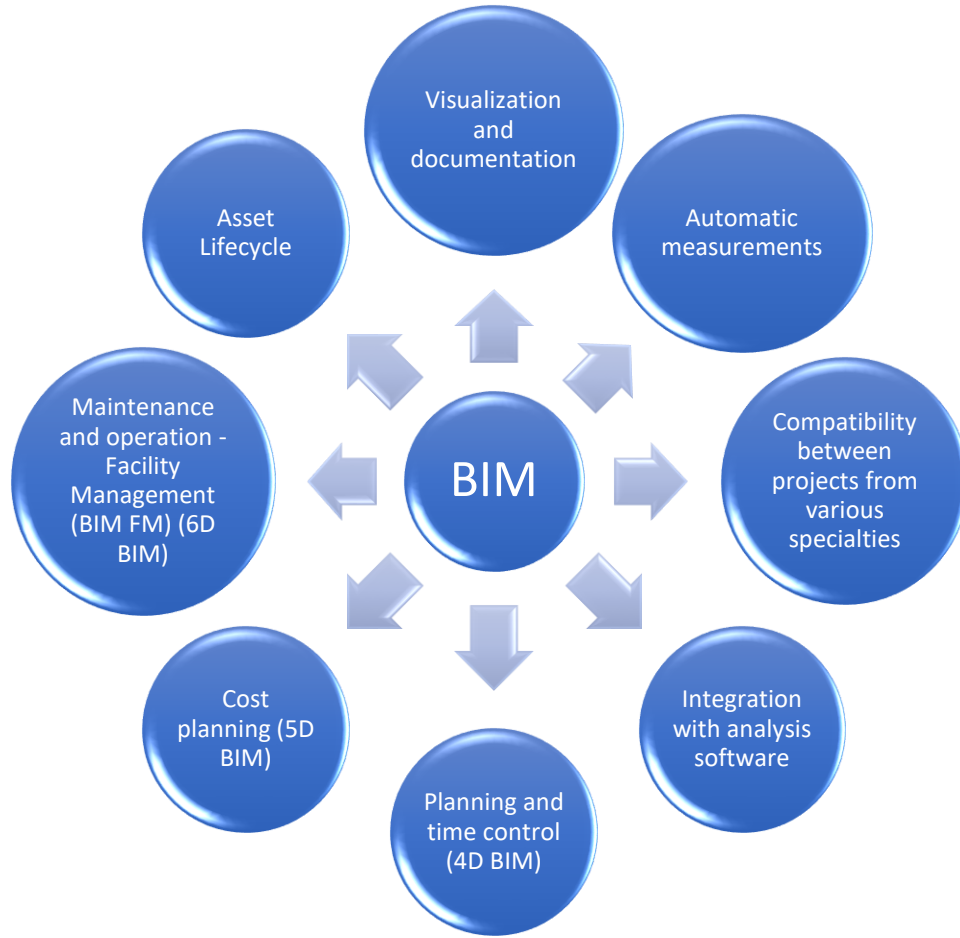 Visualization
and
documentation
Automatic
measurements
Compatibility
between
projects from
various
specialties
Integration
with analysis
software
Planning and
time control
(4D BIM)
Cost
planning (5D
BIM)
Maintenance
and operation -
Facility
Management
(BIM FM) (6D
BIM)
Asset
Lifecycle
BIM